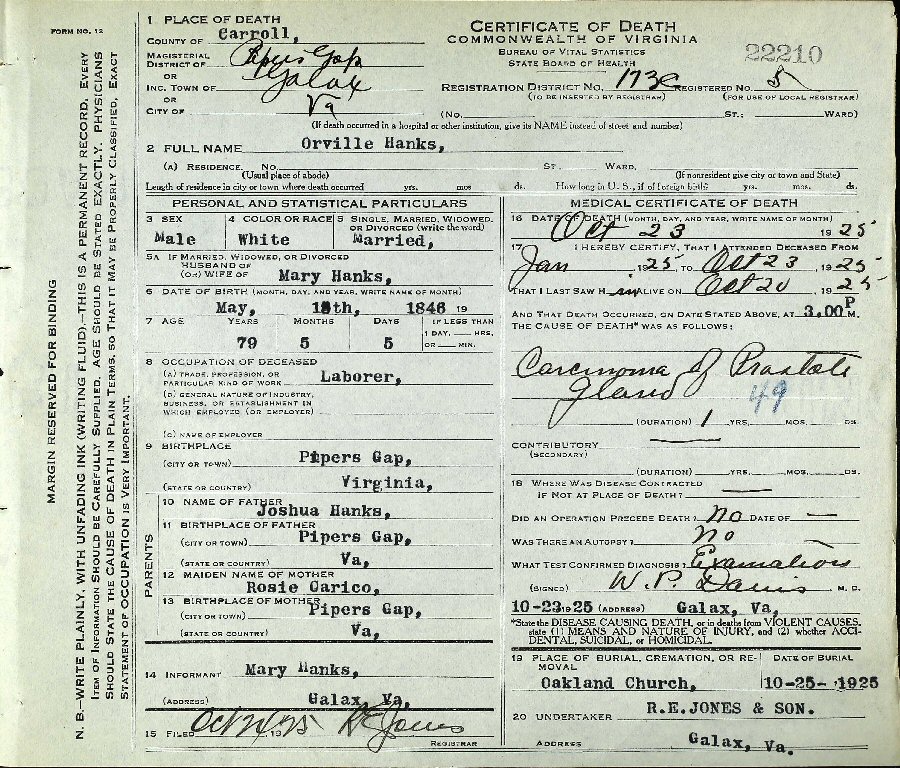 FORM NO. 12
MARGIN RESERVED FOR BINDING
N. B.—WRITE PLAINLY, WITH UNFADING INK (WRITING FLUID).—THIS IS A PERMANENT RECORD. EVERY
ITEM OF INFORMATION SHOULD BE CAREFULLY SUPPLIED. AGE SHOULD BE STATED EXACTLY. PHYSICIANS
SHOULD STATE THE CAUSE OF DEATH IN PLAIN TERMS, SO THAT IT MAY BE PROPERLY CLASSIFIED. EXACT
STATEMENT OF OCCUPATION IS VERY IMPORTANT.
1 PLACE OF DEATH
COUNTY OF Carroll,
MAGISTERIAL
DISTRICT OF Pipers Gap
OR
INC. TOWN OF Galax
OR
CITY OF Va
CERTIFICATE OF DEATH
COMMONWEALTH OF VIRGINIA
BUREAU OF VITAL STATISTICS
STATE BOARD OF HEALTH
22210
REGISTRATION DISTRICT NO. 173c REGISTERED NO. 5
(TO BE INSERTED BY REGISTRAR) (FOR USE OF LOCAL REGISTRAR)
(No. ST.; WARD)
(If death occurred in a hospital or other institution, give its NAME instead of street and number)
2 FULL NAME Orville Hanks,
(A) RESIDENCE. NO. ST. WARD.
(Usual place of abode) (If nonresident give city or town and State)
Length of residence in city or town where death occurred yrs. mos ds. How long in U. S., if of foreign birth? yrs. mos. ds.
PERSONAL AND STATISTICAL PARTICULARS
3 SEX
Male
4 COLOR OR RACE
White
5 SINGLE, MARRIED, WIDOWED,
OR DIVORCED (write the word)
Married,
5A IF MARRIED, WIDOWED, OR DIVORCED
HUSBAND OF
(OR) WIFE OF Mary Hanks,
6 DATE OF BIRTH (MONTH, DAY, AND YEAR, WRITE NAME OF MONTH)
May, 18th, 1846 19
7 AGE YEARS MONTHS DAYS IF LESS THAN
1 DAY, HRS.
OR MIN.
79 5 5
8 OCCUPATION OF DECEASED
(A) TRADE, PROFESSION, OR
PARTICULAR KIND OF WORK Laborer,
(B) GENERAL NATURE OF INDUSTRY,
BUSINESS, OR ESTABLISHMENT IN
WHICH EMPLOYED (OR EMPLOYER)
(C) NAME OF EMPLOYER
9 BIRTHPLACE
(CITY OR TOWN) Pipers Gap,
(STATE OR COUNTRY) Virginia,
PARENTS
10 NAME OF FATHER
Joshua Hanks,
11 BIRTHPLACE OF FATHER
(CITY OR TOWN) Pipers Gap,
(STATE OR COUNTRY) Va,
12 MAIDEN NAME OF MOTHER
Rosie Carico,
13 BIRTHPLACE OF MOTHER
(CITY OR TOWN) Pipers Gap,
(STATE OR COUNTRY) Va,
14 INFORMANT Mary Hanks,
(ADDRESS) Galax, Va,
15 FILED Oct 1925 R E Jones
REGISTRAR
MEDICAL CERTIFICATE OF DEATH
16 DATE OF DEATH (MONTH, DAY, AND YEAR, WRITE NAME OF MONTH)
Oct 23 1925
17 I HEREBY CERTIFY, THAT I ATTENDED DECEASED FROM
Jan , 1925, TO Oct 23 , 1925
THAT I LAST SAW H im ALIVE ON Oct 20 , 1925
AND THAT DEATH OCCURRED, ON DATE STATED ABOVE, AT 3.00 P M.
THE CAUSE OF DEATH* WAS AS FOLLOWS:
Carcinoma of Prostate
Gland
49
(DURATION) 1 YRS. MOS. DS.
CONTRIBUTORY
(SECONDARY)
(DURATION) YRS. MOS. DS.
18 WHERE WAS DISEASE CONTRACTED
IF NOT AT PLACE OF DEATH?
DID AN OPERATION PRECEDE DEATH? No DATE OF —
WAS THERE AN AUTOPSY? No
WHAT TEST CONFIRMED DIAGNOSIS? Examation
(SIGNED) W. P. Davis M. D.
10-23 1925 (ADDRESS) Galax, Va,
*State the DISEASE CAUSING DEATH, or in deaths from VIOLENT CAUSES,
state (1) MEANS AND NATURE OF INJURY, and (2) whether ACCI-
DENTAL, SUICIDAL, or HOMICIDAL.
19 PLACE OF BURIAL, CREMATION, OR RE-
MOVAL
Oakland Church,
DATE OF BURIAL
10-25- , 1925
20 UNDERTAKER R.E.JONES & SON.
ADDRESS Galax, Va.